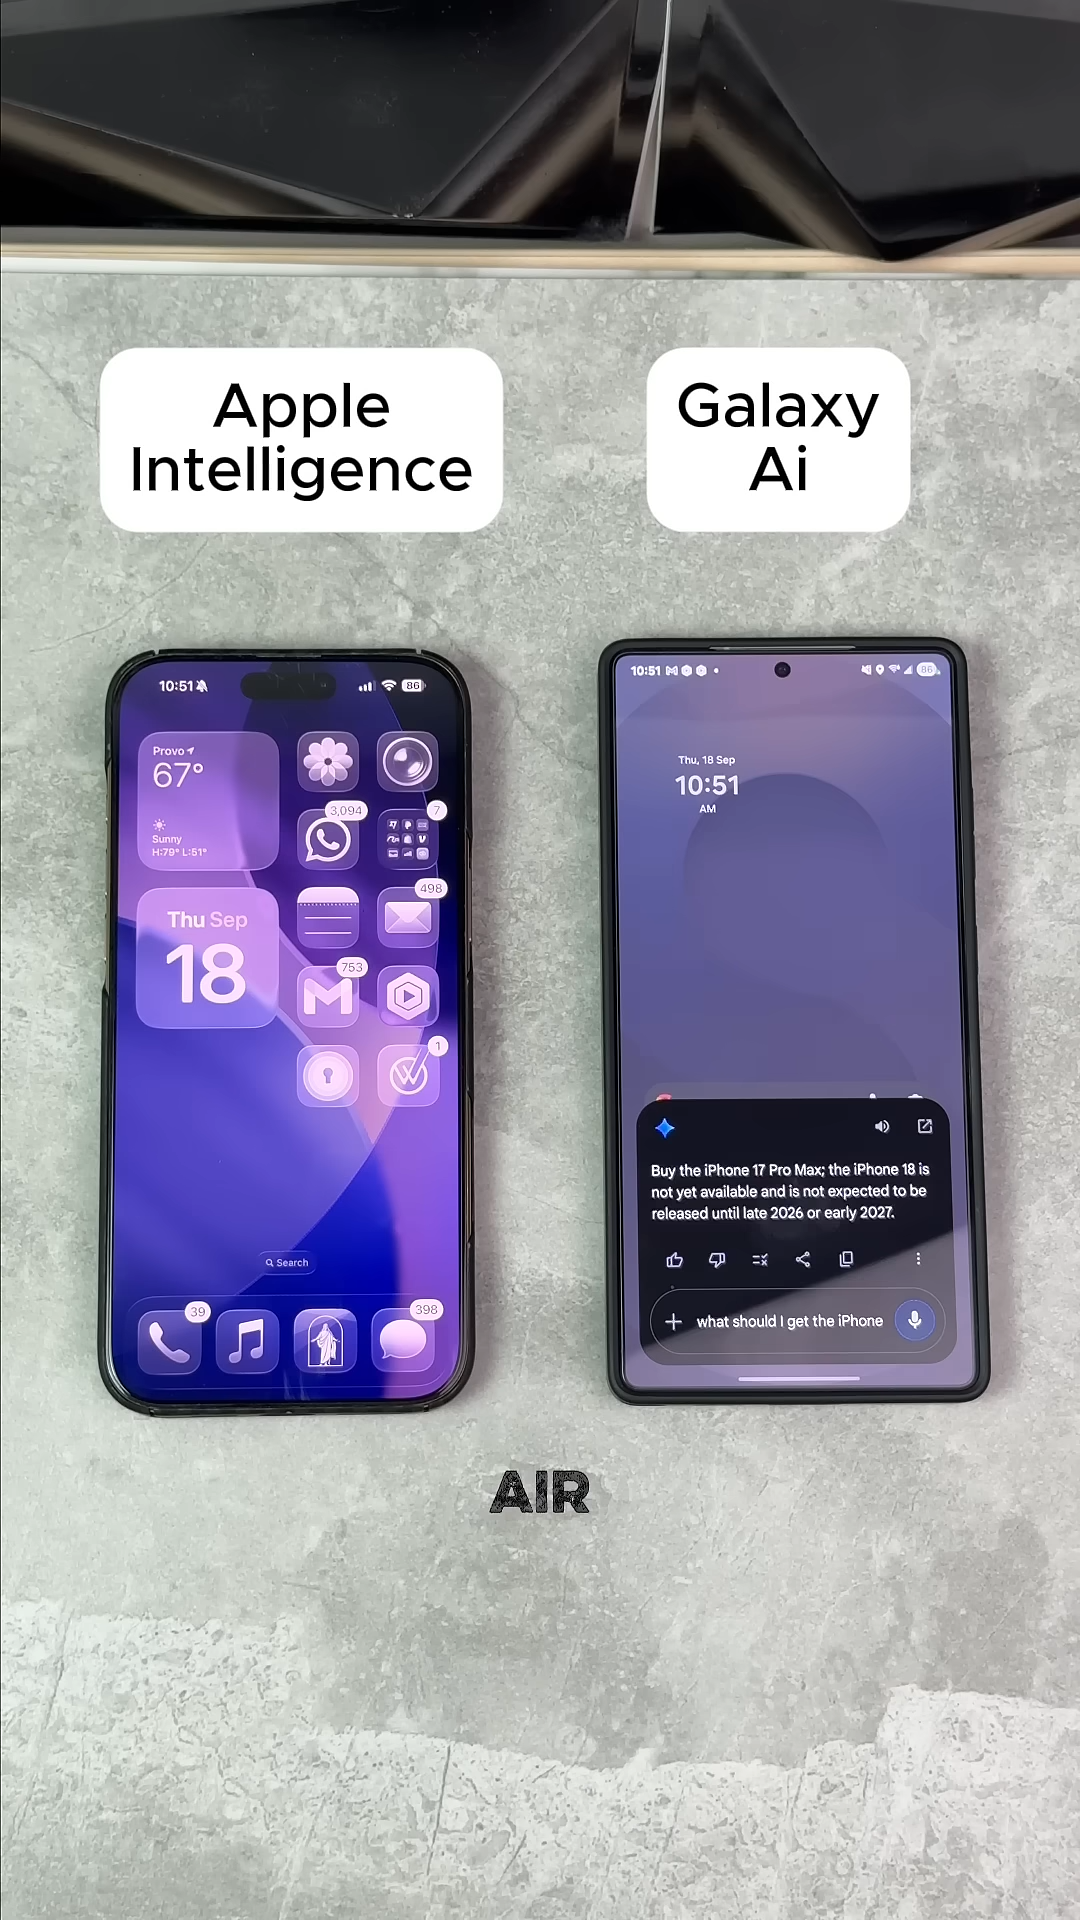 Apple
Intelligence
Galaxy
Ai
10:51
86
Provo
67°
Sunny
H:79° L:51°
3,094
7
Thu Sep
18
498
753
1
Search
39
398
10:51
86
Thu, 18 Sep
10:51
AM
Buy the iPhone 17 Pro Max; the iPhone 18 is
not yet available and is not expected to be
released until late 2026 or early 2027.
what should I get the iPhone
AIR